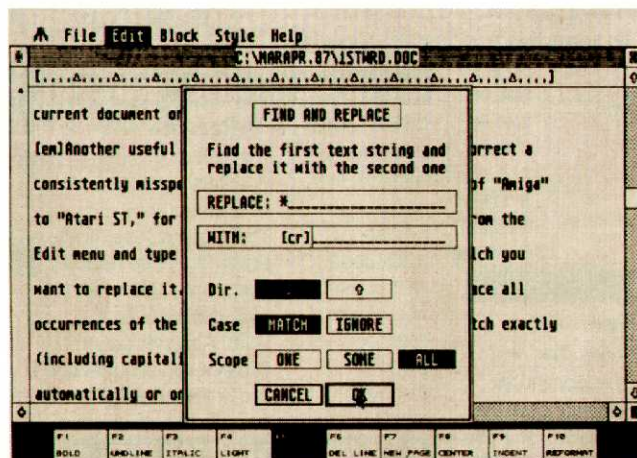 File Edit Block Style Help
C:\MARAPR.87\1STWRD.DOC
current document on
[em]Another useful
consistently misspe
to "Atari ST," for
Edit menu and type
want to replace it.
occurrences of the
(including capitali
automatically or on
FIND AND REPLACE
Find the first text string and
replace it with the second one
REPLACE: *
WITH: [cr]
Dir.
Case MATCH IGNORE
Scope ONE SOME ALL
CANCEL OK
orrect a
of "Amiga"
rom the
ich you
ace all
tch exactly
F1 F2 F3 F4 F6 F7 F8 F9 F10
BOLD UNDLINE ITALIC LIGHT DEL LINE NEW PAGE CENTER INDENT REFORMAT